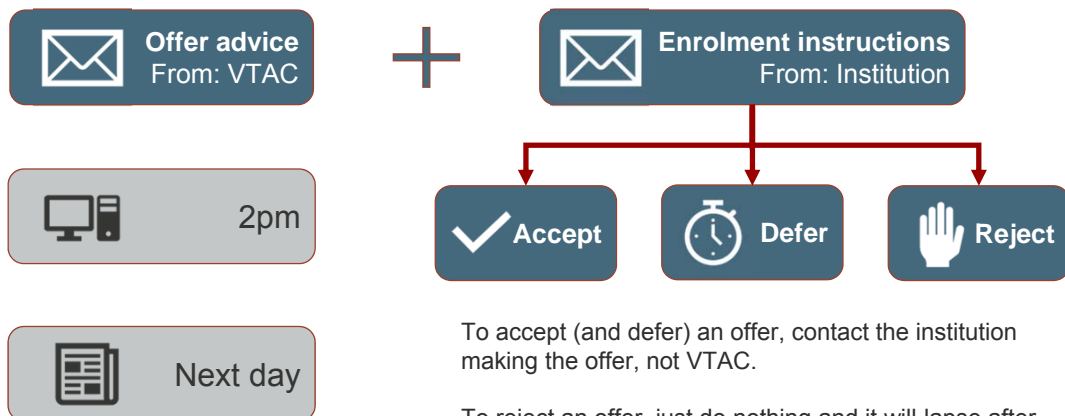 Offer advice
From: VTAC
Enrolment instructions
From: Institution
2pm
Accept
Defer
Reject
Next day
To accept (and defer) an offer, contact the institution
making the offer, not VTAC.
To reject an offer, just do nothing and it will lapse after